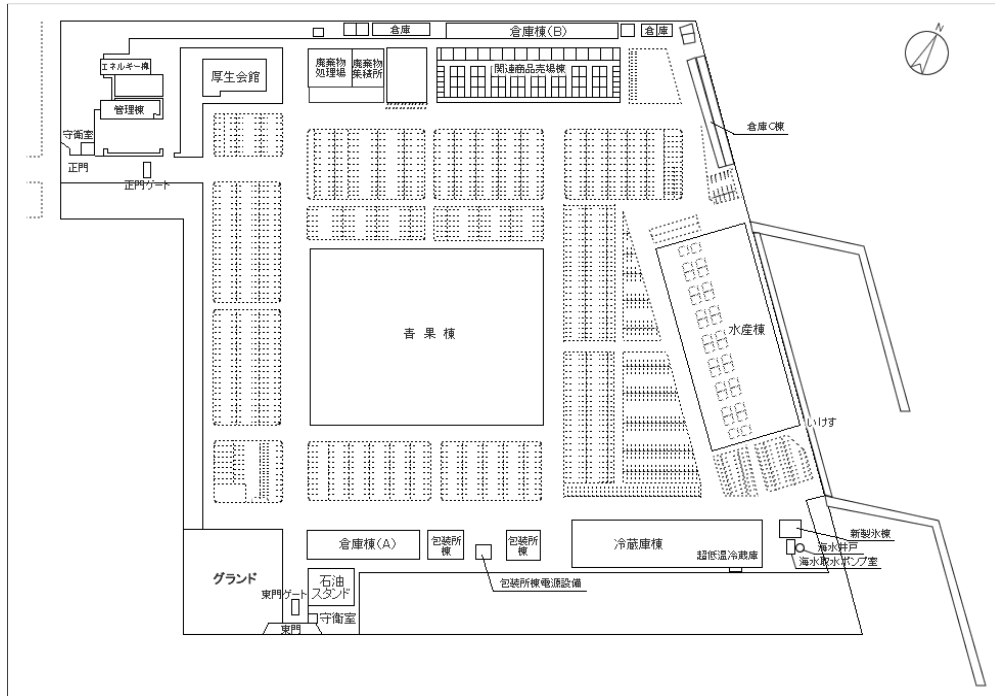 N
倉庫
倉庫棟(B)
倉庫
エネルギー棟
厚生会館
廃棄物
処理場
廃棄物
集積所
関連商品売場棟
管理棟
守衛室
正門
正門ゲート
倉庫C棟
青果棟
水産棟
いけす
倉庫棟(A)
包装所
棟
包装所
棟
冷蔵庫棟
超低温冷蔵庫
新製氷棟
海水井戸
海水取水ポンプ室
包装所棟電源設備
グランド
石油
スタンド
東門ゲート
守衛室
東門